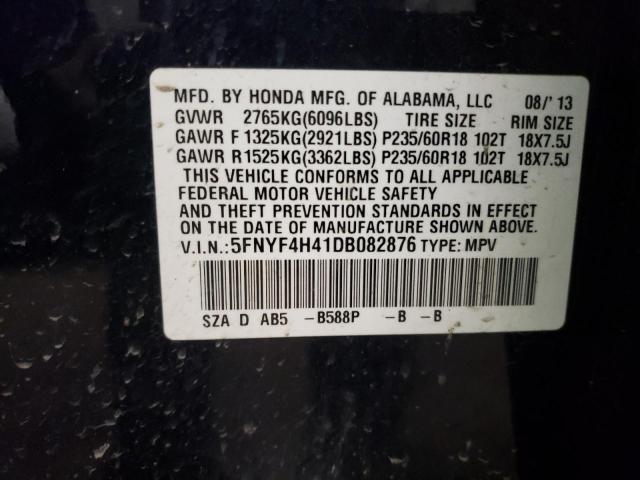 MFD. BY HONDA MFG. OF ALABAMA, LLC 08/'13
GVWR 2765KG(6096LBS) TIRE SIZE RIM SIZE
GAWR F 1325KG(2921LBS) P235/60R18 102T 18X7.5J
GAWR R 1525KG(3362LBS) P235/60R18 102T 18X7.5J
THIS VEHICLE CONFORMS TO ALL APPLICABLE
FEDERAL MOTOR VEHICLE SAFETY
AND THEFT PREVENTION STANDARDS IN EFFECT
ON THE DATE OF MANUFACTURE SHOWN ABOVE.
V.I.N.: 5FNYF4H41DB082876 TYPE: MPV
SZA D AB5 -B588P -B -B